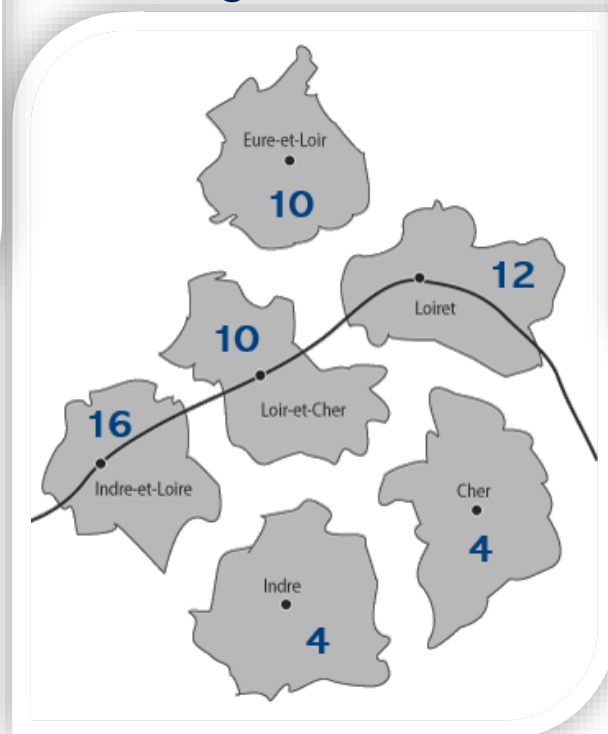 Eure-et-Loir
10
12
Loiret
10
Loir-et-Cher
16
Indre-et-Loire
Cher
4
Indre
4